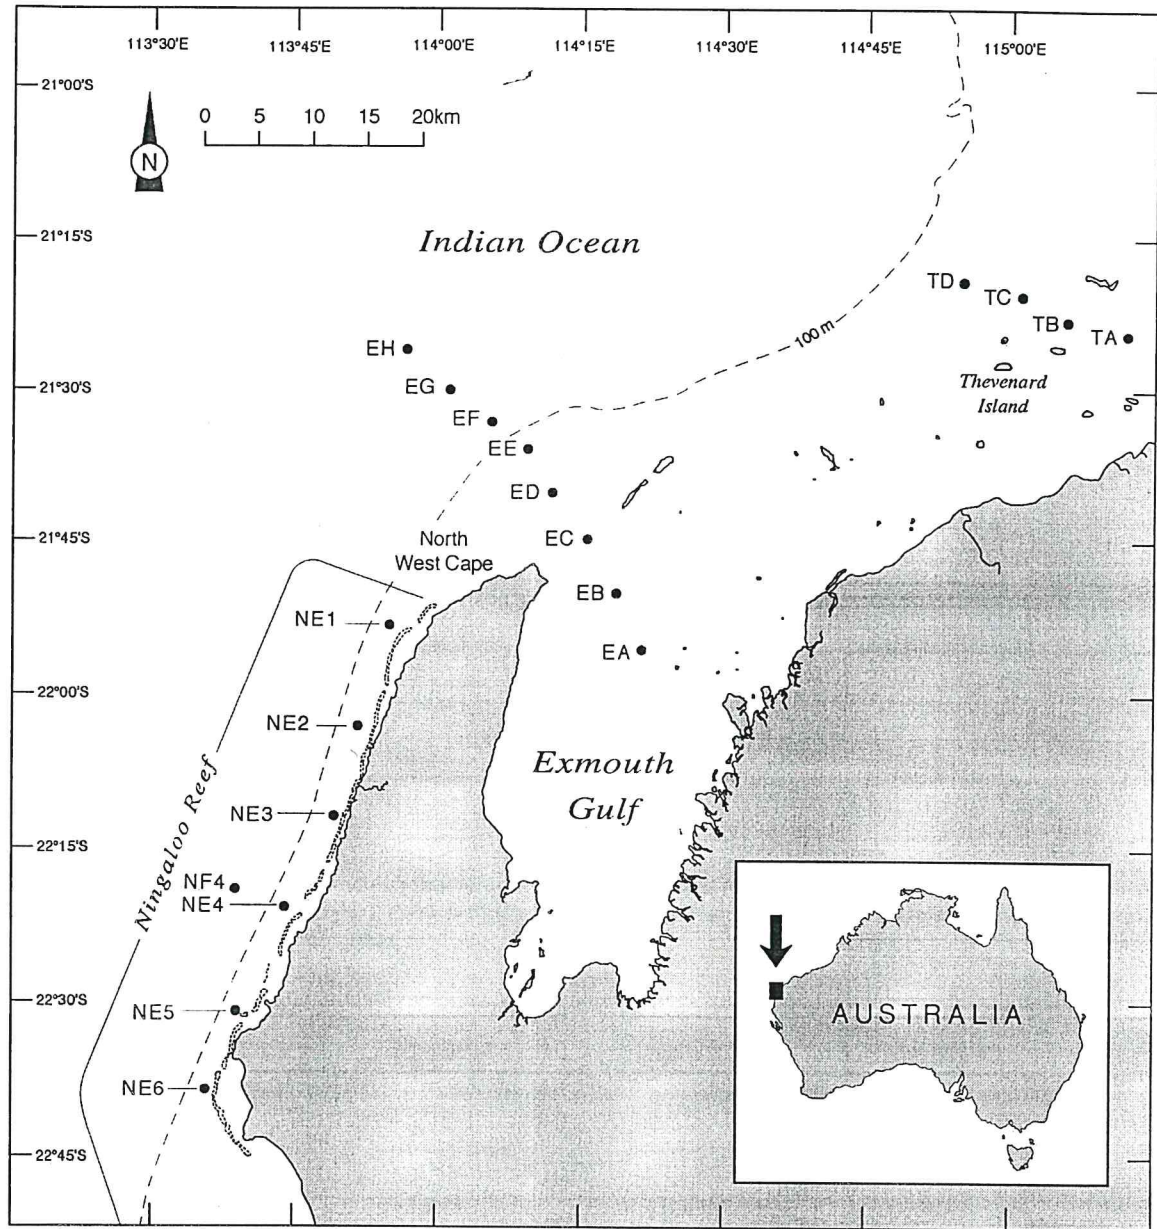 113°30'E 113°45'E 114°00'E 114°15'E 114°30'E 114°45'E 115°00'E
21°00'S
0 5 10 15 20km
N
21°15'S
Indian Ocean
TD
TC
TB
TA
100 m
EH
EG
21°30'S
Thevenard
Island
EF
EE
ED
21°45'S
EC
North
West Cape
EB
NE1
EA
22°00'S
NE2
Exmouth
Gulf
NE3
22°15'S
Ningaloo Reef
NF4
NE4
22°30'S
NE5
AUSTRALIA
NE6
22°45'S